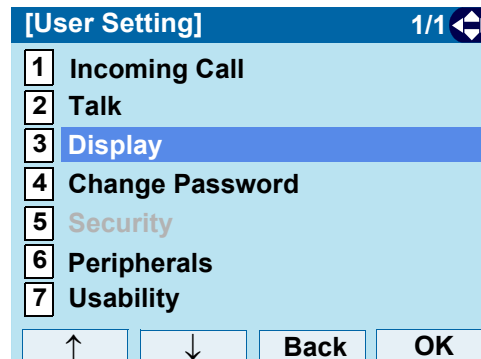 [User Setting] 1/1
1 Incoming Call
2 Talk
3 Display
4 Change Password
5 Security
6 Peripherals
7 Usability
↑ ↓ Back OK